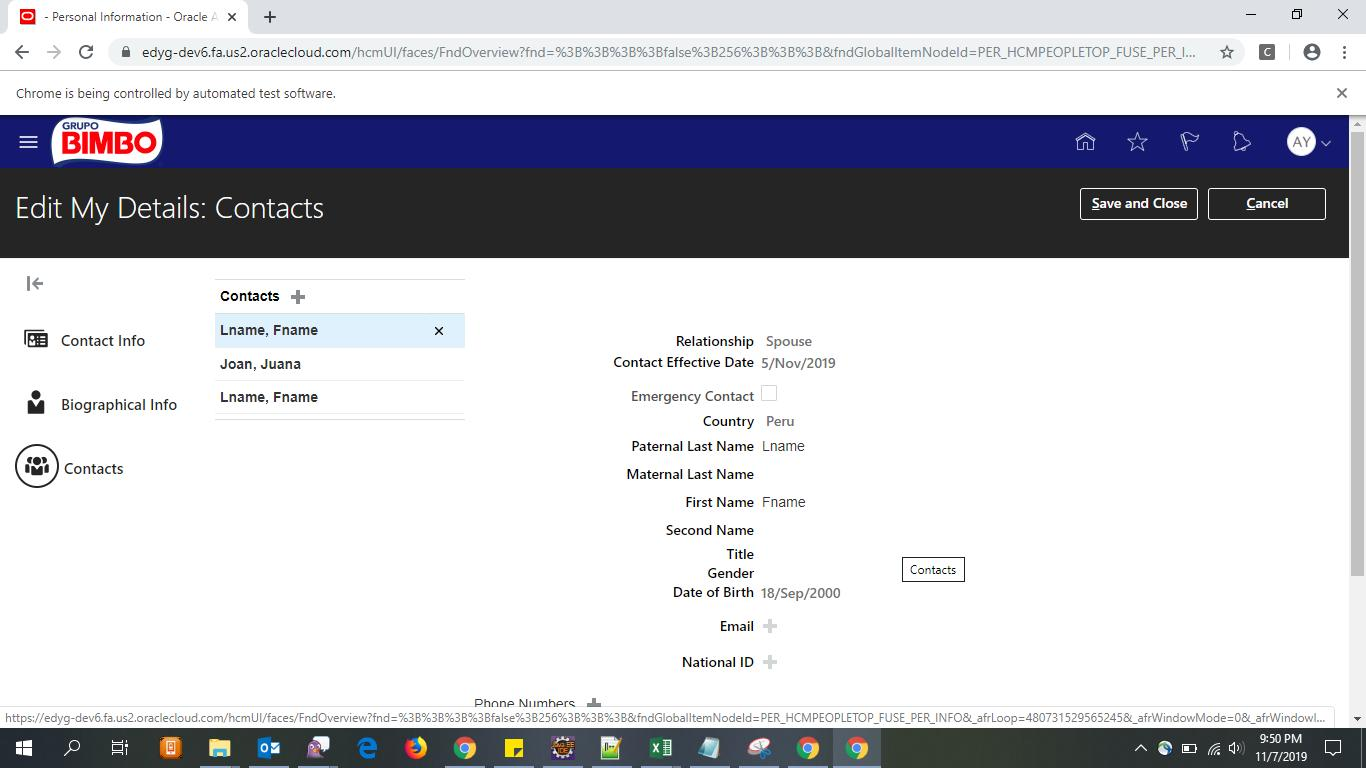 - Personal Information - Oracle A
edyg-dev6.fa.us2.oraclecloud.com/hcmUI/faces/FndOverview?fnd=%3B%3B%3B%3Bfalse%3B256%3B%3B%3B&fndGlobalItemNodeId=PER_HCMPEOPLETOP_FUSE_PER_I...
C
Chrome is being controlled by automated test software.
GRUPO
BIMBO
AY
Edit My Details: Contacts
Save and Close
Cancel
Contact Info
Biographical Info
Contacts
Contacts
Lname, Fname
Joan, Juana
Lname, Fname
Relationship Spouse
Contact Effective Date 5/Nov/2019
Emergency Contact
Country Peru
Paternal Last Name Lname
Maternal Last Name
First Name Fname
Second Name
Title
Gender
Date of Birth 18/Sep/2000
Email
National ID
Contacts
Phone Numbers
https://edyg-dev6.fa.us2.oraclecloud.com/hcmUI/faces/FndOverview?fnd=%3B%3B%3B%3Bfalse%3B256%3B%3B%3B&fndGlobalItemNodeId=PER_HCMPEOPLETOP_FUSE_PER_INFO&_afrLoop=480731529565245&_afrWindowMode=0&_afrWindowI...
9:50 PM
11/7/2019